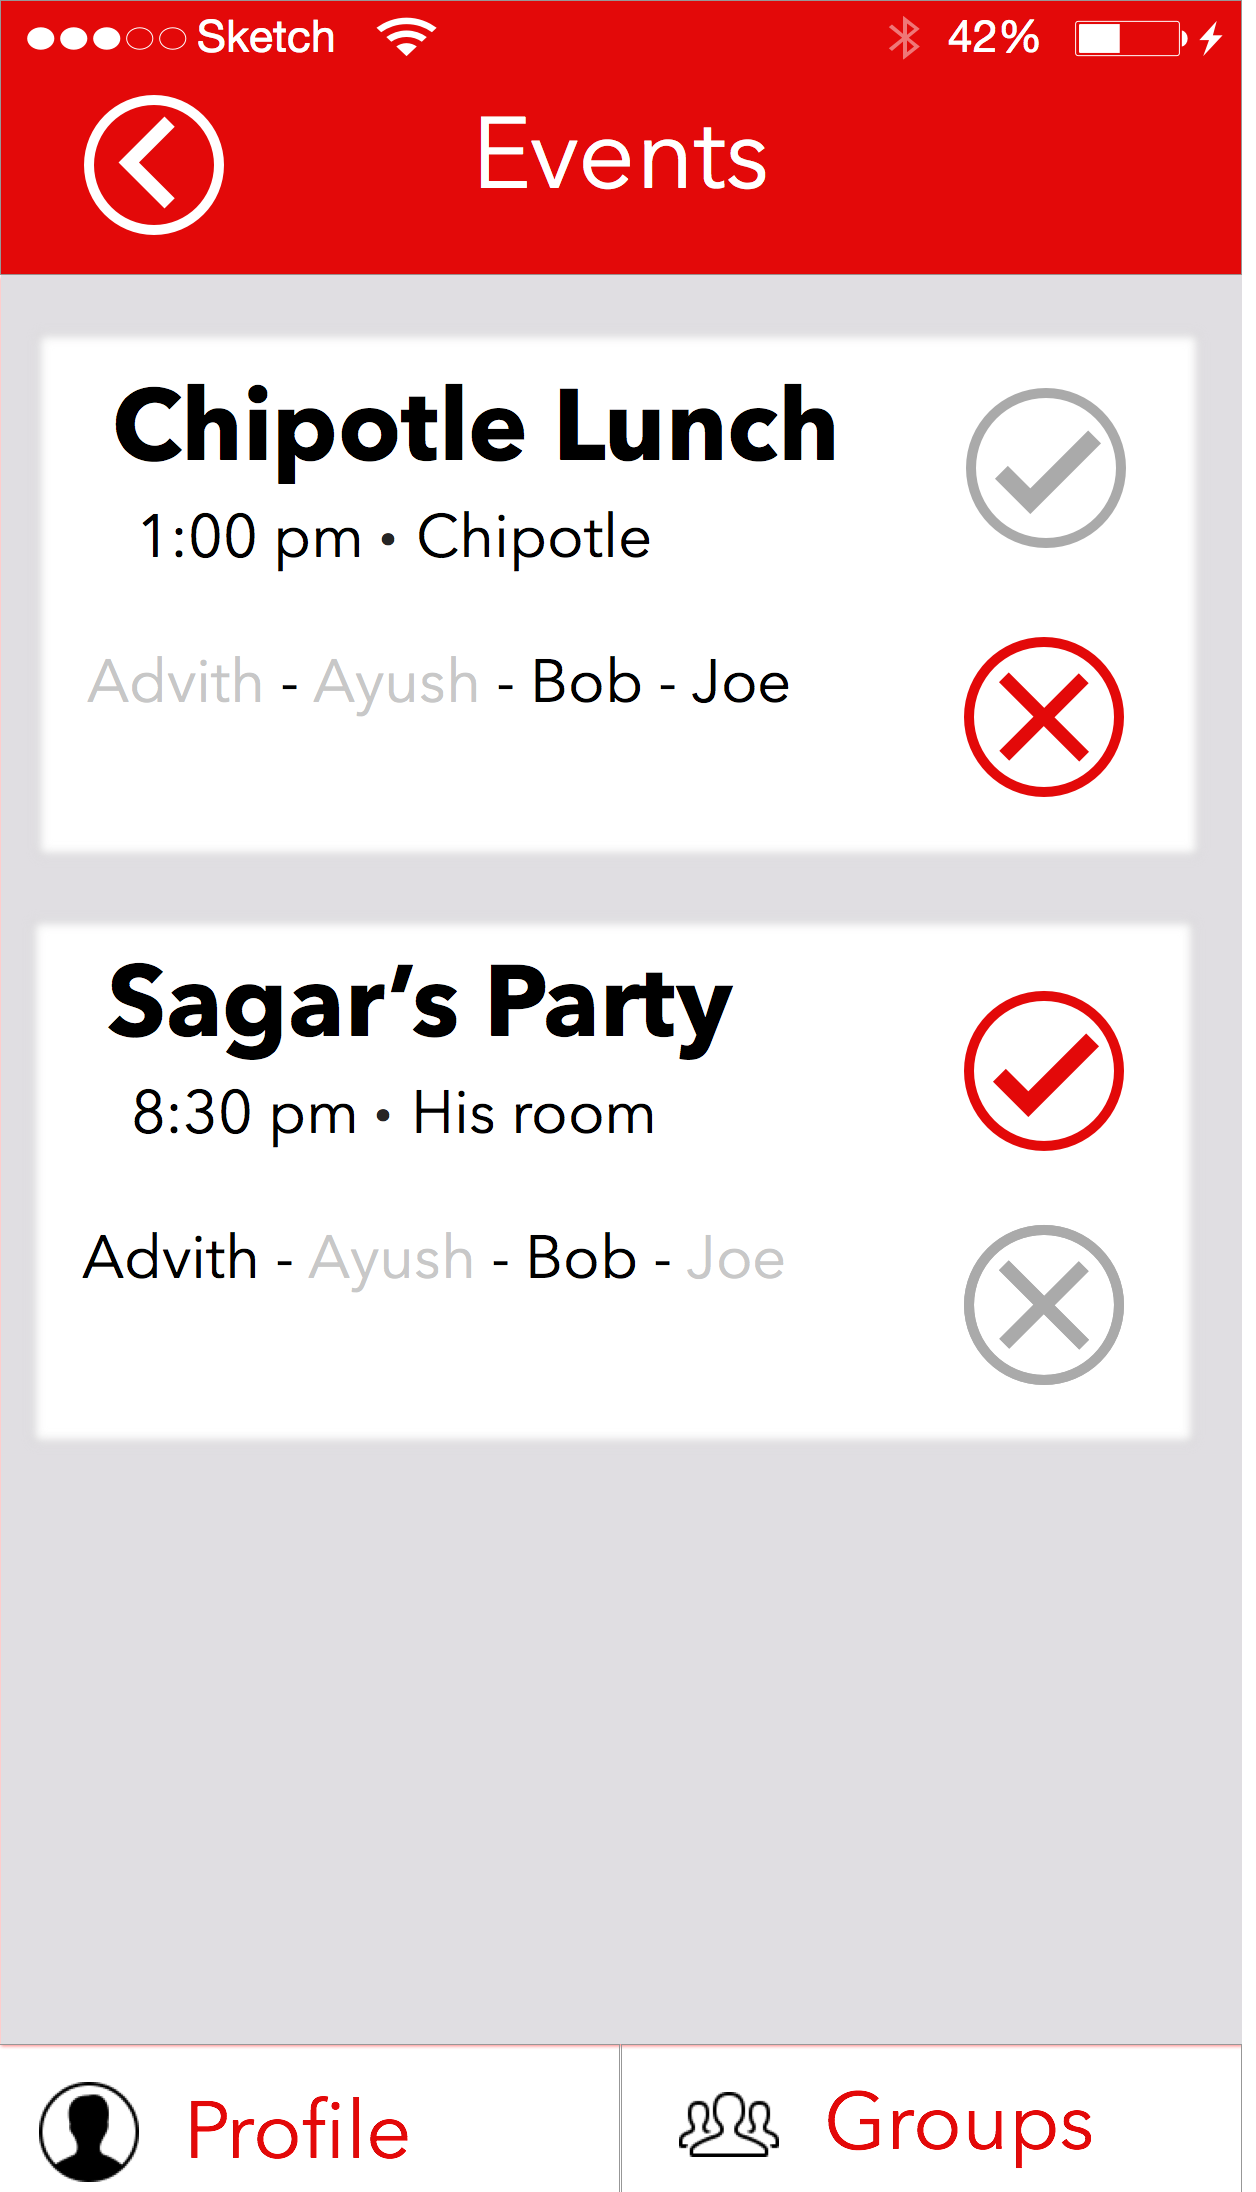 Sketch 42%
Events
Chipotle Lunch
1:00 pm • Chipotle
Advith - Ayush - Bob - Joe
Sagar’s Party
8:30 pm • His room
Advith - Ayush - Bob - Joe
Profile Groups